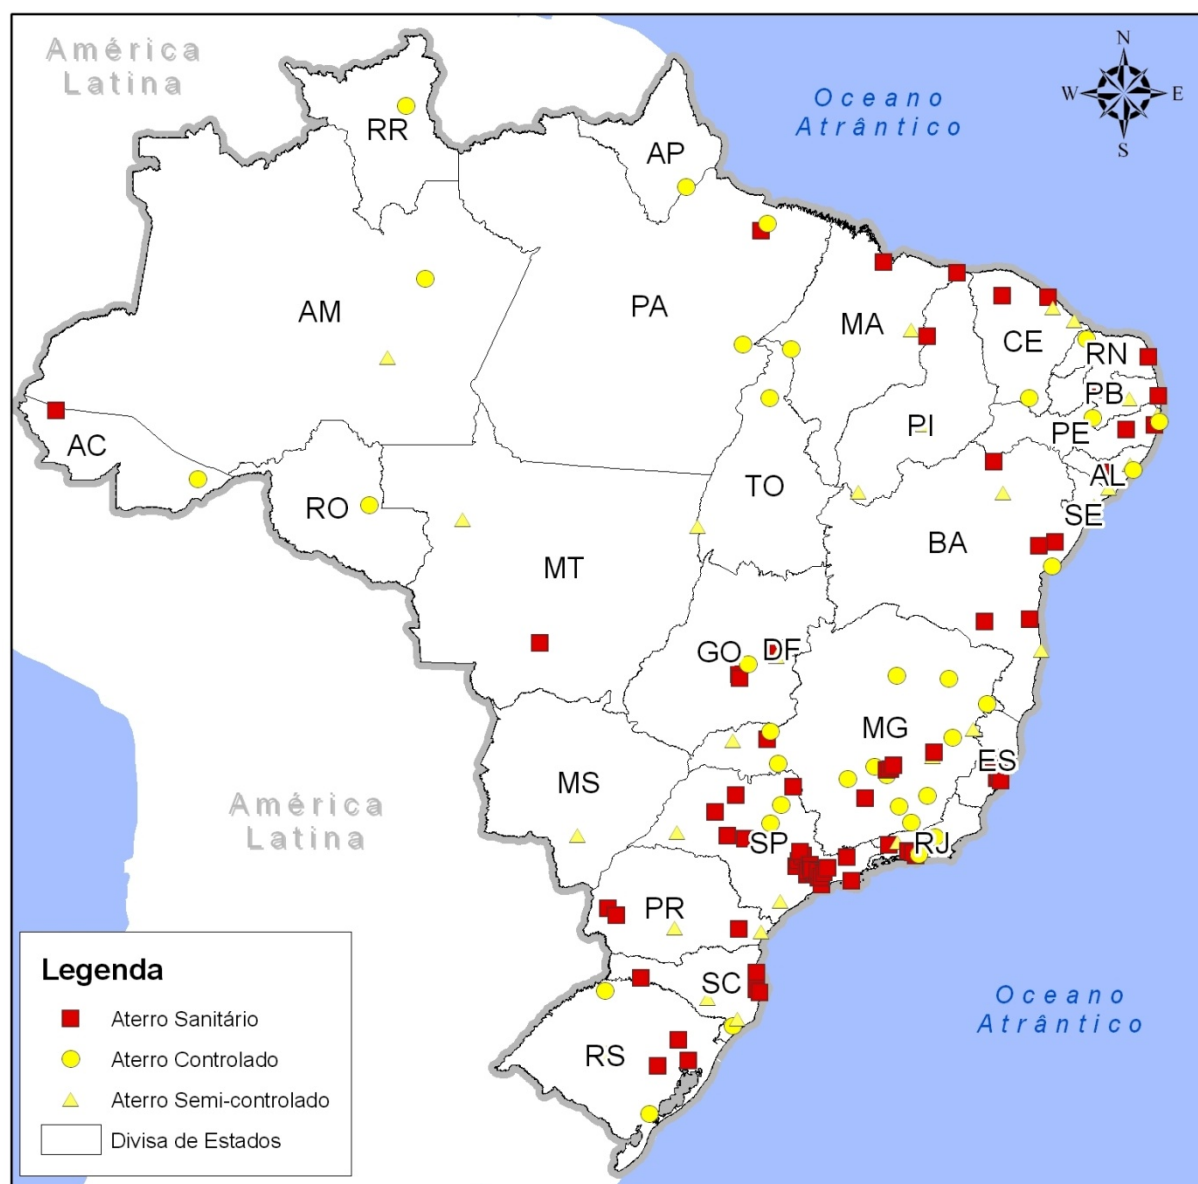 América
Latina
Oceano
Atrântico
N
W
E
S
RR
AP
AM
PA
MA
CE
RN
PB
PI
PE
AC
AL
TO
RO
SE
BA
MT
GO
DF
MG
ES
MS
SP
RJ
América
Latina
PR
SC
RS
Oceano
Atrântico
Legenda
Aterro Sanitário
Aterro Controlado
Aterro Semi-controlado
Divisa de Estados